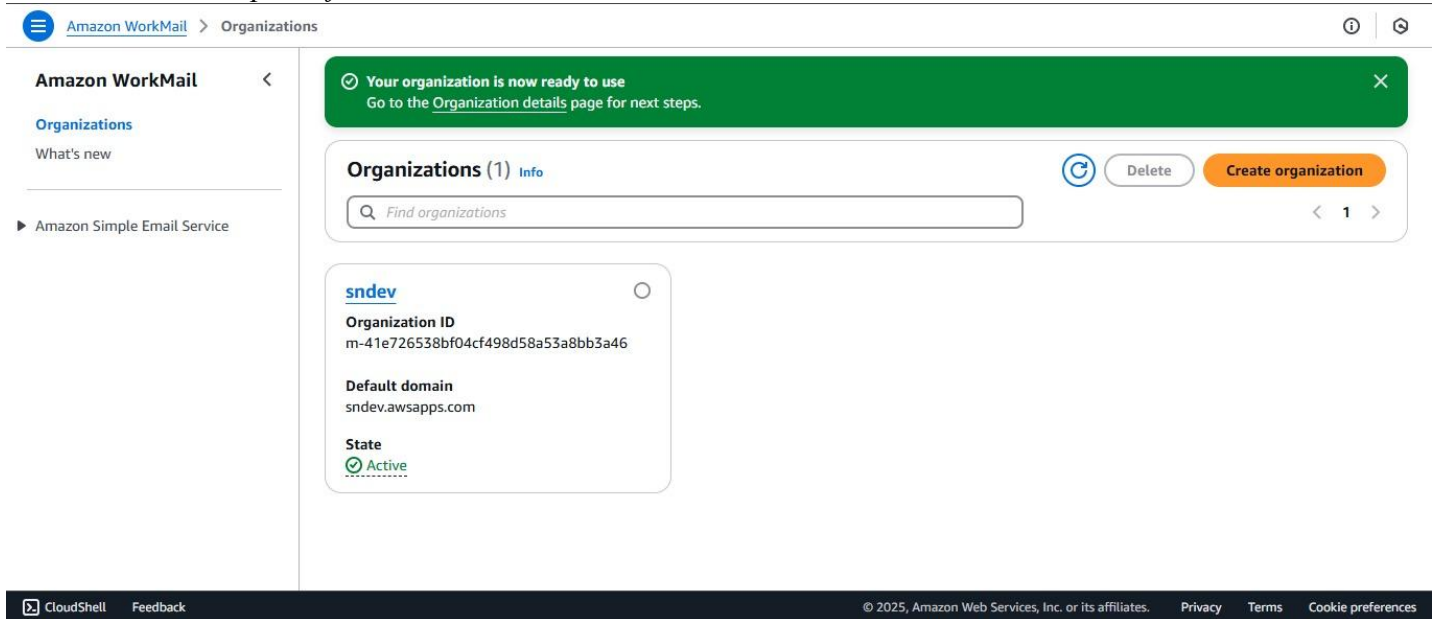 Amazon WorkMail > Organizations
Amazon WorkMail
Organizations
What's new
Amazon Simple Email Service
Your organization is now ready to use
Go to the Organization details page for next steps.
Organizations (1) Info
Delete
Create organization
Find organizations
< 1 >
sndev
Organization ID
m-41e726538bf04cf498d58a53a8bb3a46
Default domain
sndev.awsapps.com
State
Active
CloudShell Feedback © 2025, Amazon Web Services, Inc. or its affiliates. Privacy Terms Cookie preferences